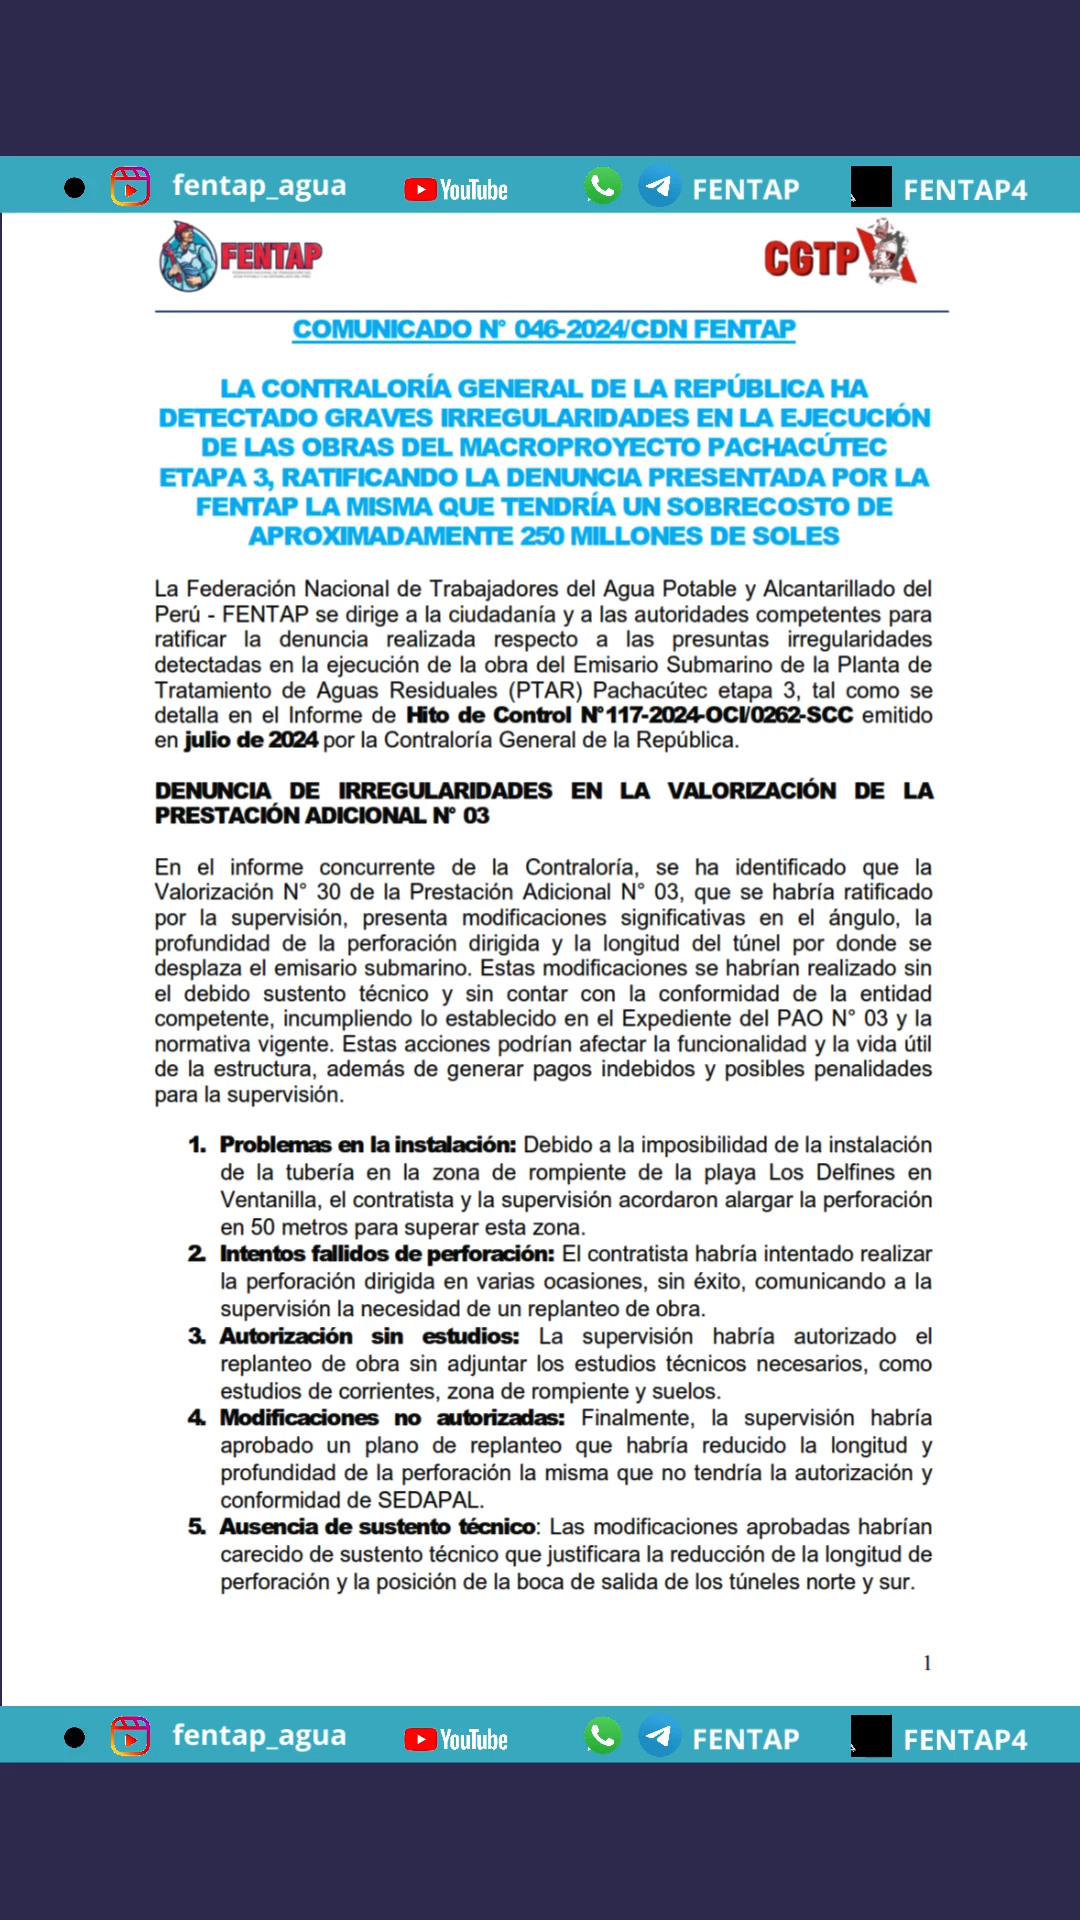 fentap_agua YouTube FENTAP FENTAP4
FENTAP CGTP
COMUNICADO N° 046-2024/CDN FENTAP
LA CONTRALORÍA GENERAL DE LA REPÚBLICA HA
DETECTADO GRAVES IRREGULARIDADES EN LA EJECUCIÓN
DE LAS OBRAS DEL MACROPROYECTO PACHACÚTEC
ETAPA 3, RATIFICANDO LA DENUNCIA PRESENTADA POR LA
FENTAP LA MISMA QUE TENDRÍA UN SOBRECOSTO DE
APROXIMADAMENTE 250 MILLONES DE SOLES
La Federación Nacional de Trabajadores del Agua Potable y Alcantarillado del
Perú - FENTAP se dirige a la ciudadanía y a las autoridades competentes para
ratificar la denuncia realizada respecto a las presuntas irregularidades
detectadas en la ejecución de la obra del Emisario Submarino de la Planta de
Tratamiento de Aguas Residuales (PTAR) Pachacútec etapa 3, tal como se
detalla en el Informe de Hito de Control N°117-2024-OCI/0262-SCC emitido
en julio de 2024 por la Contraloría General de la República.
DENUNCIA DE IRREGULARIDADES EN LA VALORIZACIÓN DE LA
PRESTACIÓN ADICIONAL N° 03
En el informe concurrente de la Contraloría, se ha identificado que la
Valorización N° 30 de la Prestación Adicional N° 03, que se habría ratificado
por la supervisión, presenta modificaciones significativas en el ángulo, la
profundidad de la perforación dirigida y la longitud del túnel por donde se
desplaza el emisario submarino. Estas modificaciones se habrían realizado sin
el debido sustento técnico y sin contar con la conformidad de la entidad
competente, incumpliendo lo establecido en el Expediente del PAO N° 03 y la
normativa vigente. Estas acciones podrían afectar la funcionalidad y la vida útil
de la estructura, además de generar pagos indebidos y posibles penalidades
para la supervisión.
1. Problemas en la instalación: Debido a la imposibilidad de la instalación
de la tubería en la zona de rompiente de la playa Los Delfines en
Ventanilla, el contratista y la supervisión acordaron alargar la perforación
en 50 metros para superar esta zona.
2. Intentos fallidos de perforación: El contratista habría intentado realizar
la perforación dirigida en varias ocasiones, sin éxito, comunicando a la
supervisión la necesidad de un replanteo de obra.
3. Autorización sin estudios: La supervisión habría autorizado el
replanteo de obra sin adjuntar los estudios técnicos necesarios, como
estudios de corrientes, zona de rompiente y suelos.
4. Modificaciones no autorizadas: Finalmente, la supervisión habría
aprobado un plano de replanteo que habría reducido la longitud y
profundidad de la perforación la misma que no tendría la autorización y
conformidad de SEDAPAL.
5. Ausencia de sustento técnico: Las modificaciones aprobadas habrían
carecido de sustento técnico que justificara la reducción de la longitud de
perforación y la posición de la boca de salida de los túneles norte y sur.
1
fentap_agua YouTube FENTAP FENTAP4